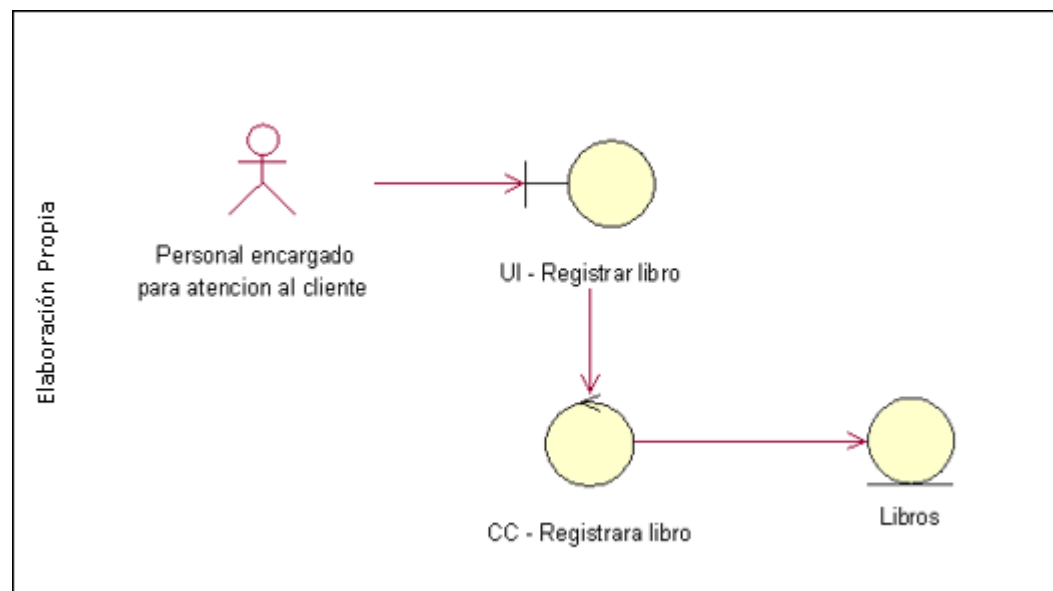 Elaboración Propia
Personal encargado
para atencion al cliente
UI - Registrar libro
CC - Registrara libro
Libros